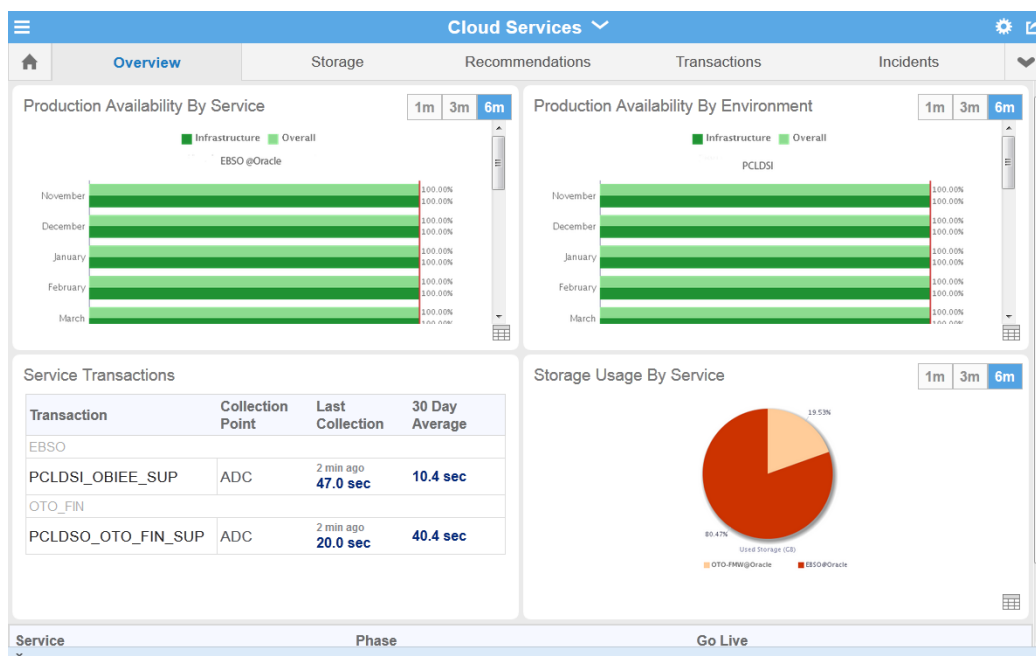 Cloud Services
Overview Storage Recommendations Transactions Incidents
Production Availability By Service 1m 3m 6m
Infrastructure Overall
EBSO @Oracle
November 100.00% 100.00%
December 100.00% 100.00%
January 100.00% 100.00%
February 100.00% 100.00%
March 100.00% 100.00%
Production Availability By Environment 1m 3m 6m
Infrastructure Overall
PCLDSI
November 100.00% 100.00%
December 100.00% 100.00%
January 100.00% 100.00%
February 100.00% 100.00%
March 100.00% 100.00%
Service Transactions
Transaction Collection Point Last Collection 30 Day Average
EBSO
PCLDSI_OBIEE_SUP ADC 2 min ago 47.0 sec 10.4 sec
OTO_FIN
PCLDSO_OTO_FIN_SUP ADC 2 min ago 20.0 sec 40.4 sec
Storage Usage By Service 1m 3m 6m
19.53%
80.47%
Used Storage (GB)
OTO-FMW@Oracle EBSO@Oracle
Service Phase Go Live